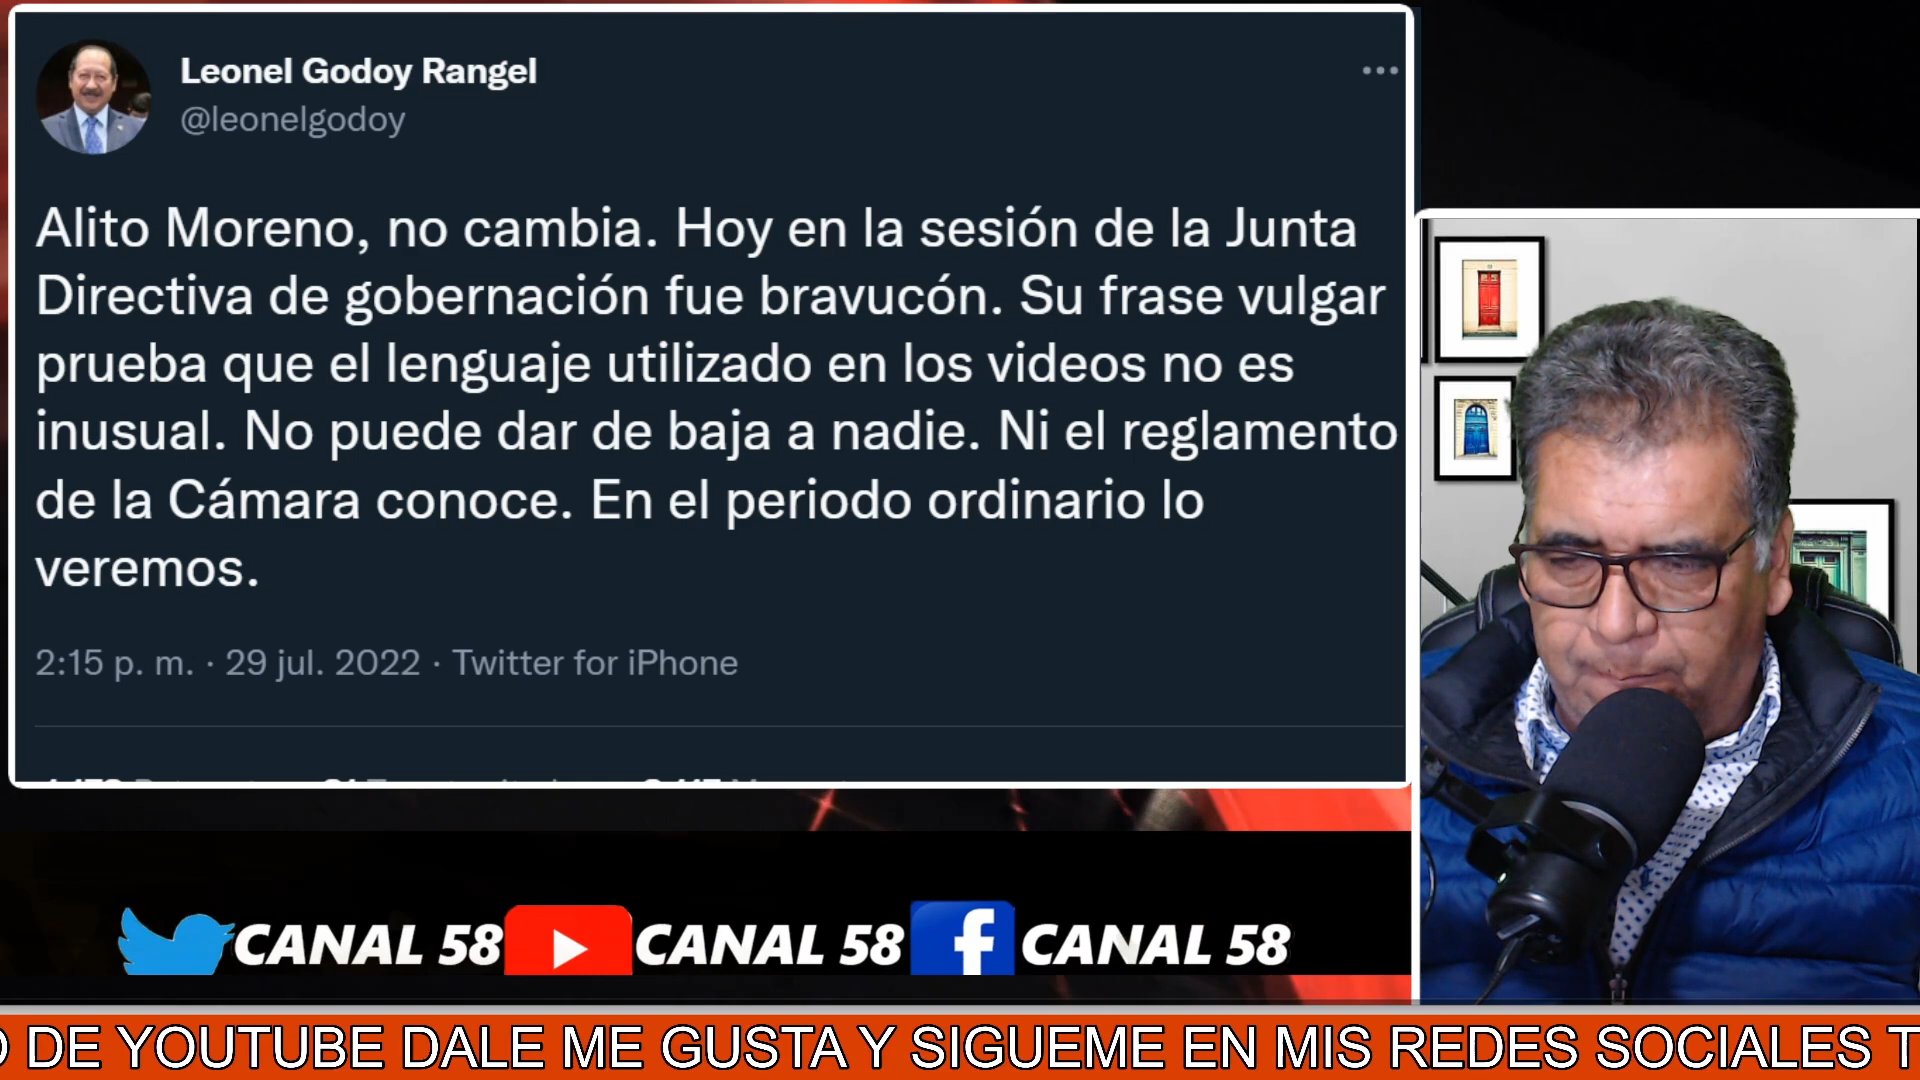 Leonel Godoy Rangel
@leonelgodoy
Alito Moreno, no cambia. Hoy en la sesión de la Junta
Directiva de gobernación fue bravucón. Su frase vulgar
prueba que el lenguaje utilizado en los videos no es
inusual. No puede dar de baja a nadie. Ni el reglamento
de la Cámara conoce. En el periodo ordinario lo
veremos.
2:15 p. m. · 29 jul. 2022 · Twitter for iPhone
CANAL 58 CANAL 58 CANAL 58
DE YOUTUBE DALE ME GUSTA Y SIGUEME EN MIS REDES SOCIALES